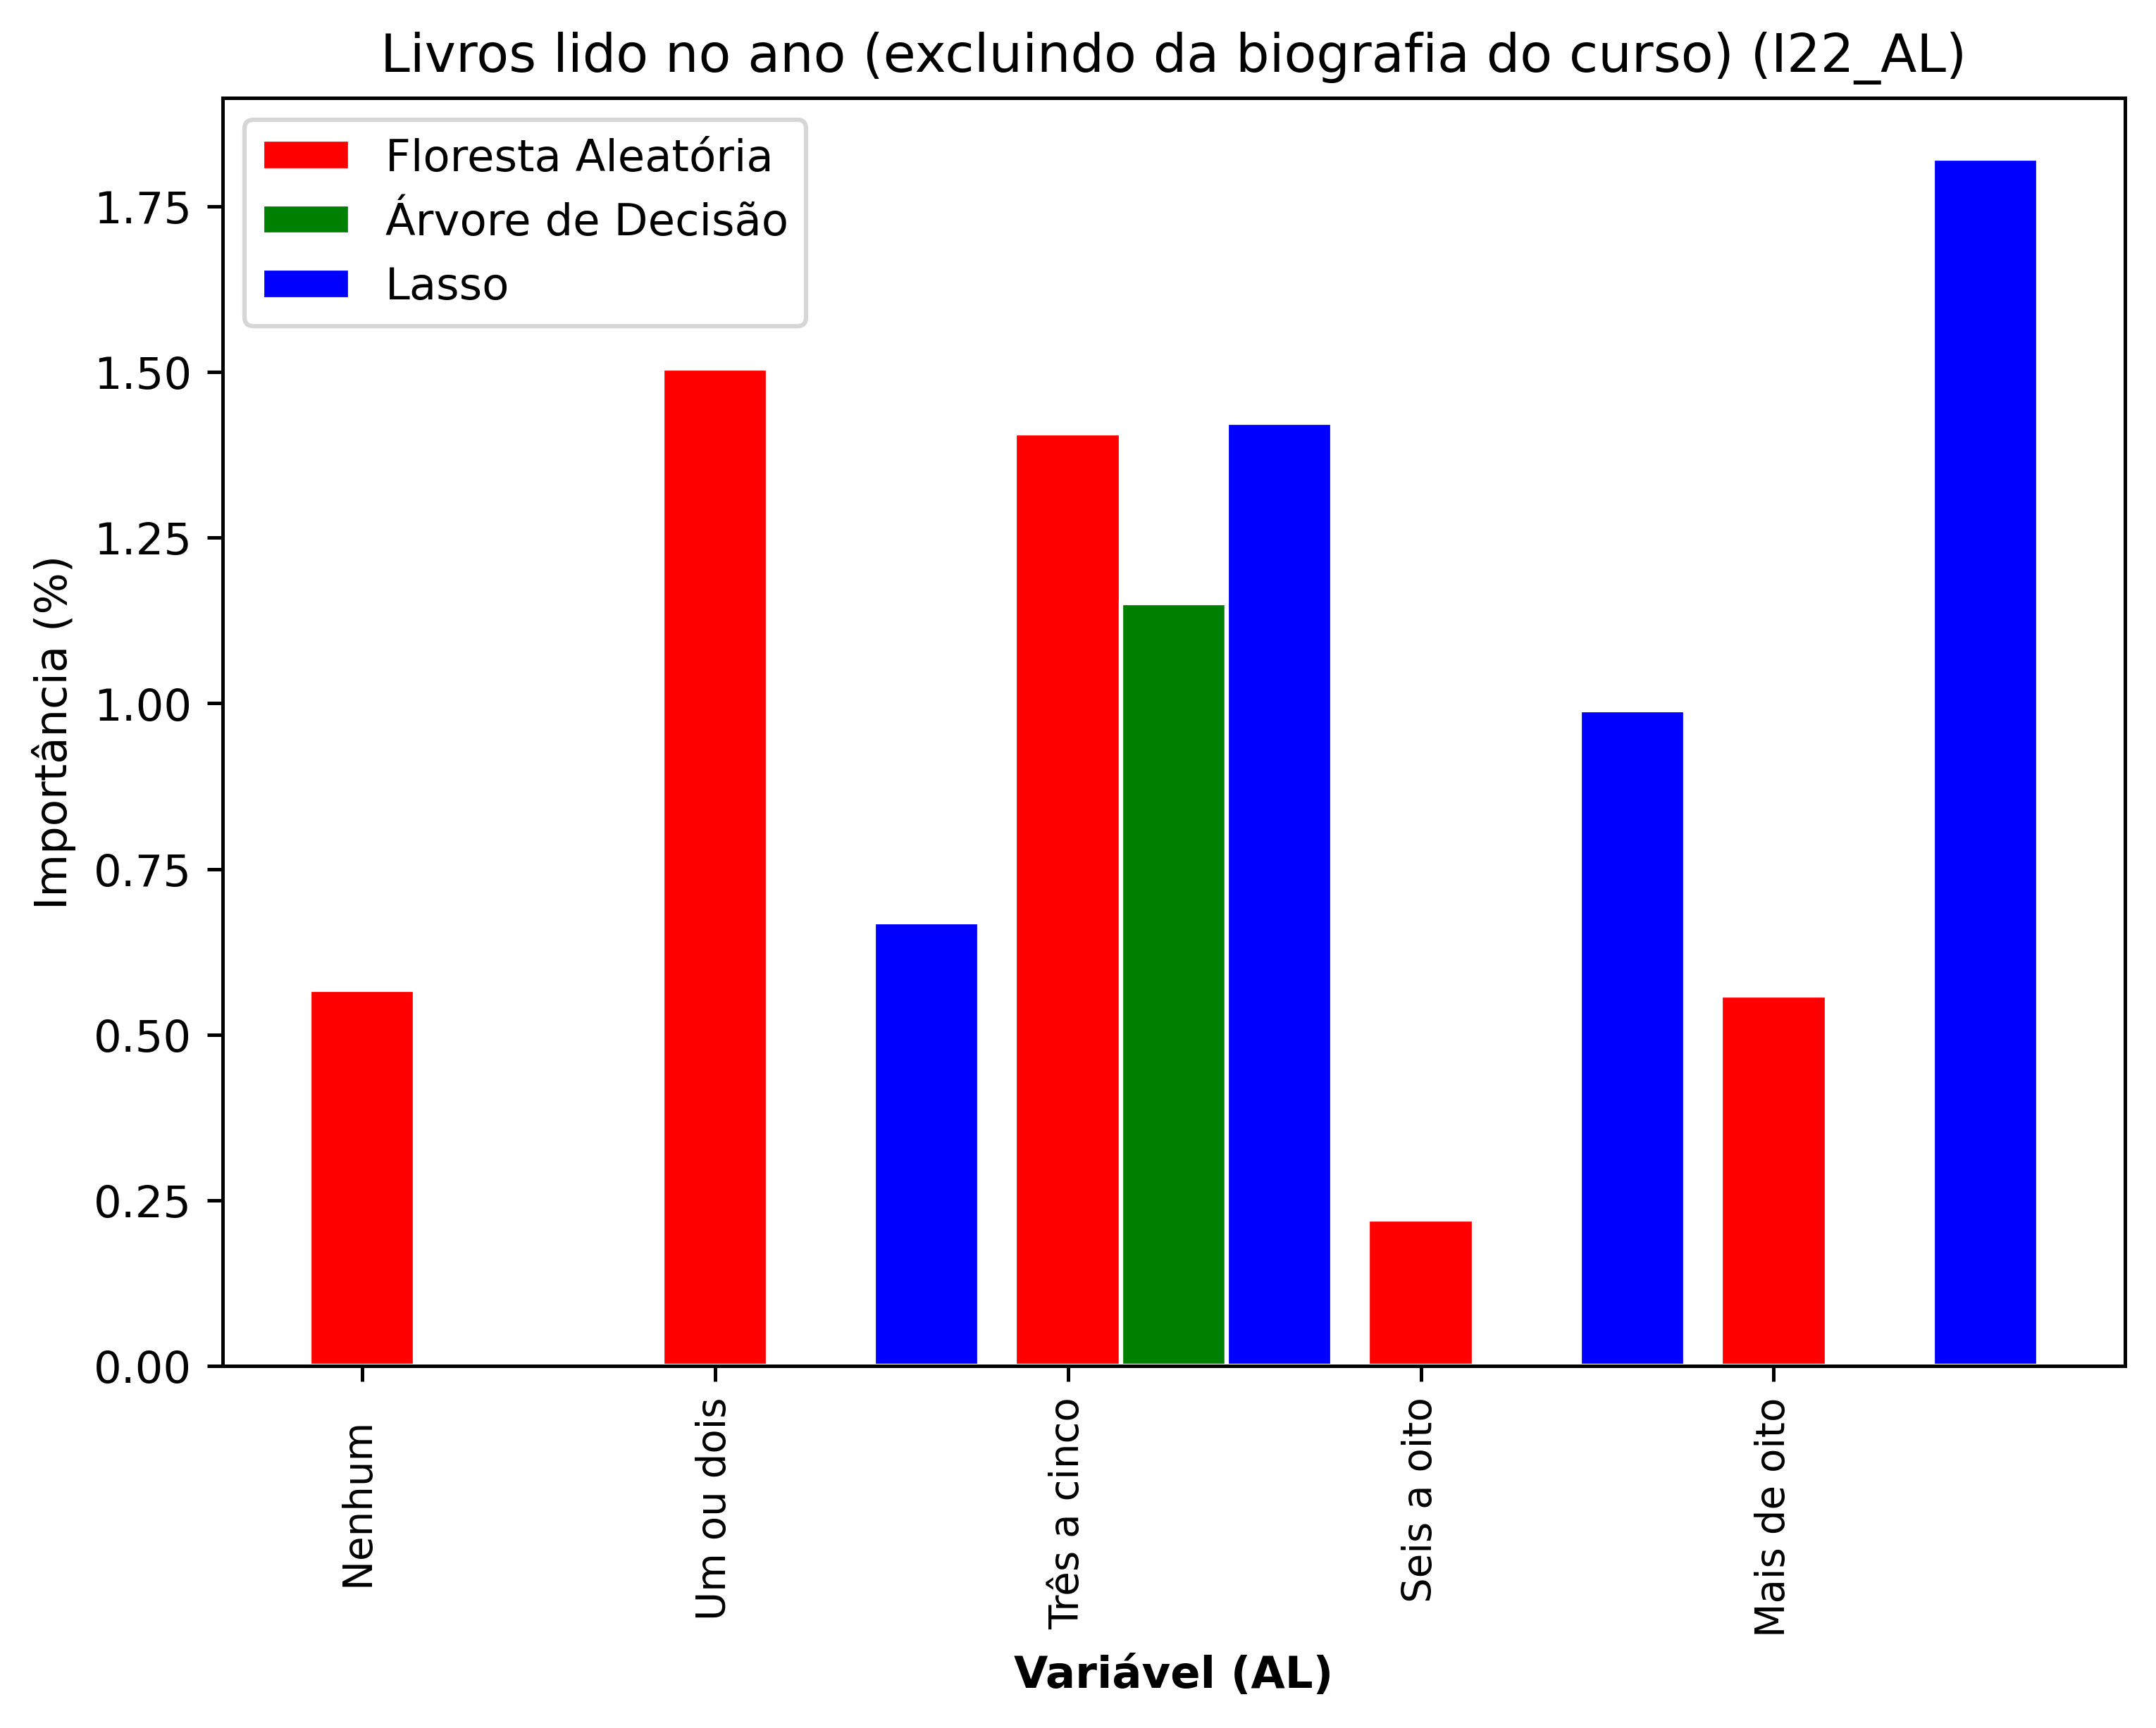 Livros lido no ano (excluindo da biografia do curso) (I22_AL)
Floresta Aleatória
Árvore de Decisão
Lasso
Importância (%)
1.75
1.50
1.25
1.00
0.75
0.50
0.25
0.00
Nenhum
Um ou dois
Três a cinco
Seis a oito
Mais de oito
Variável (AL)